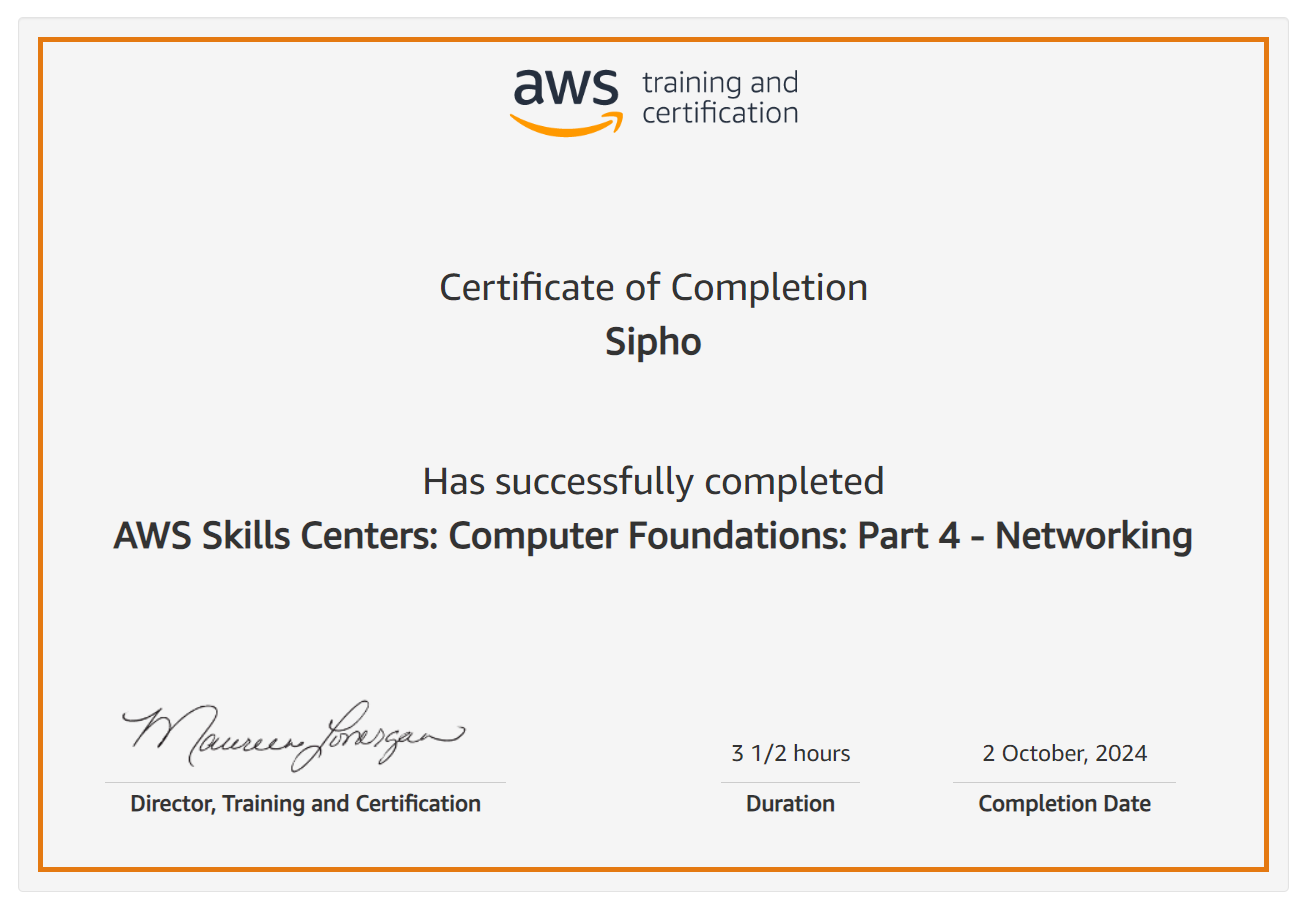 aws training and
certification
Certificate of Completion
Sipho
Has successfully completed
AWS Skills Centers: Computer Foundations: Part 4 - Networking
Maureen Lonergan
3 1/2 hours
2 October, 2024
Director, Training and Certification
Duration
Completion Date